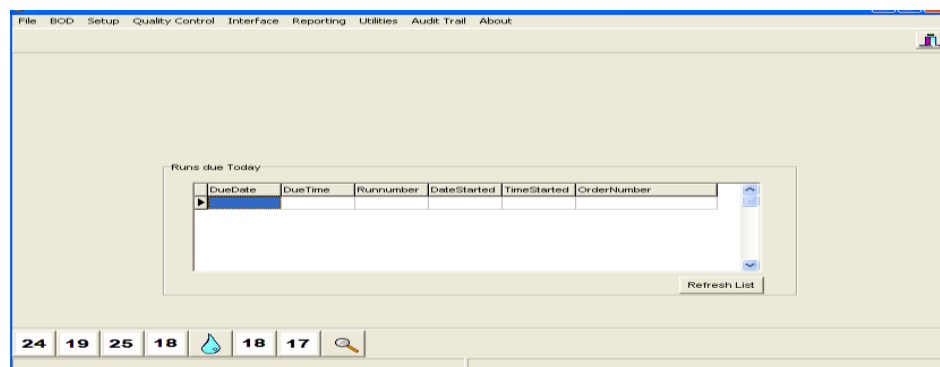 File BOD Setup Quality Control Interface Reporting Utilities Audit Trail About
Runs due Today
DueDate DueTime Runnumber DateStarted TimeStarted OrderNumber
Refresh List
24 19 25 18 18 17